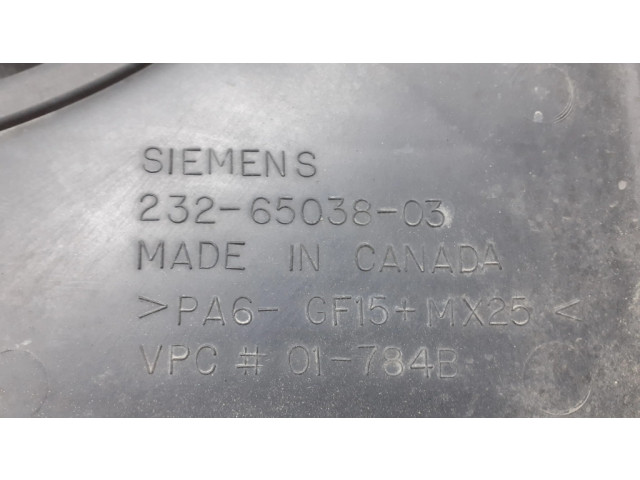 SIEMENS
232-65038-03
MADE IN CANADA
>PA6- GF15+MX25<
VPC # 01-784B